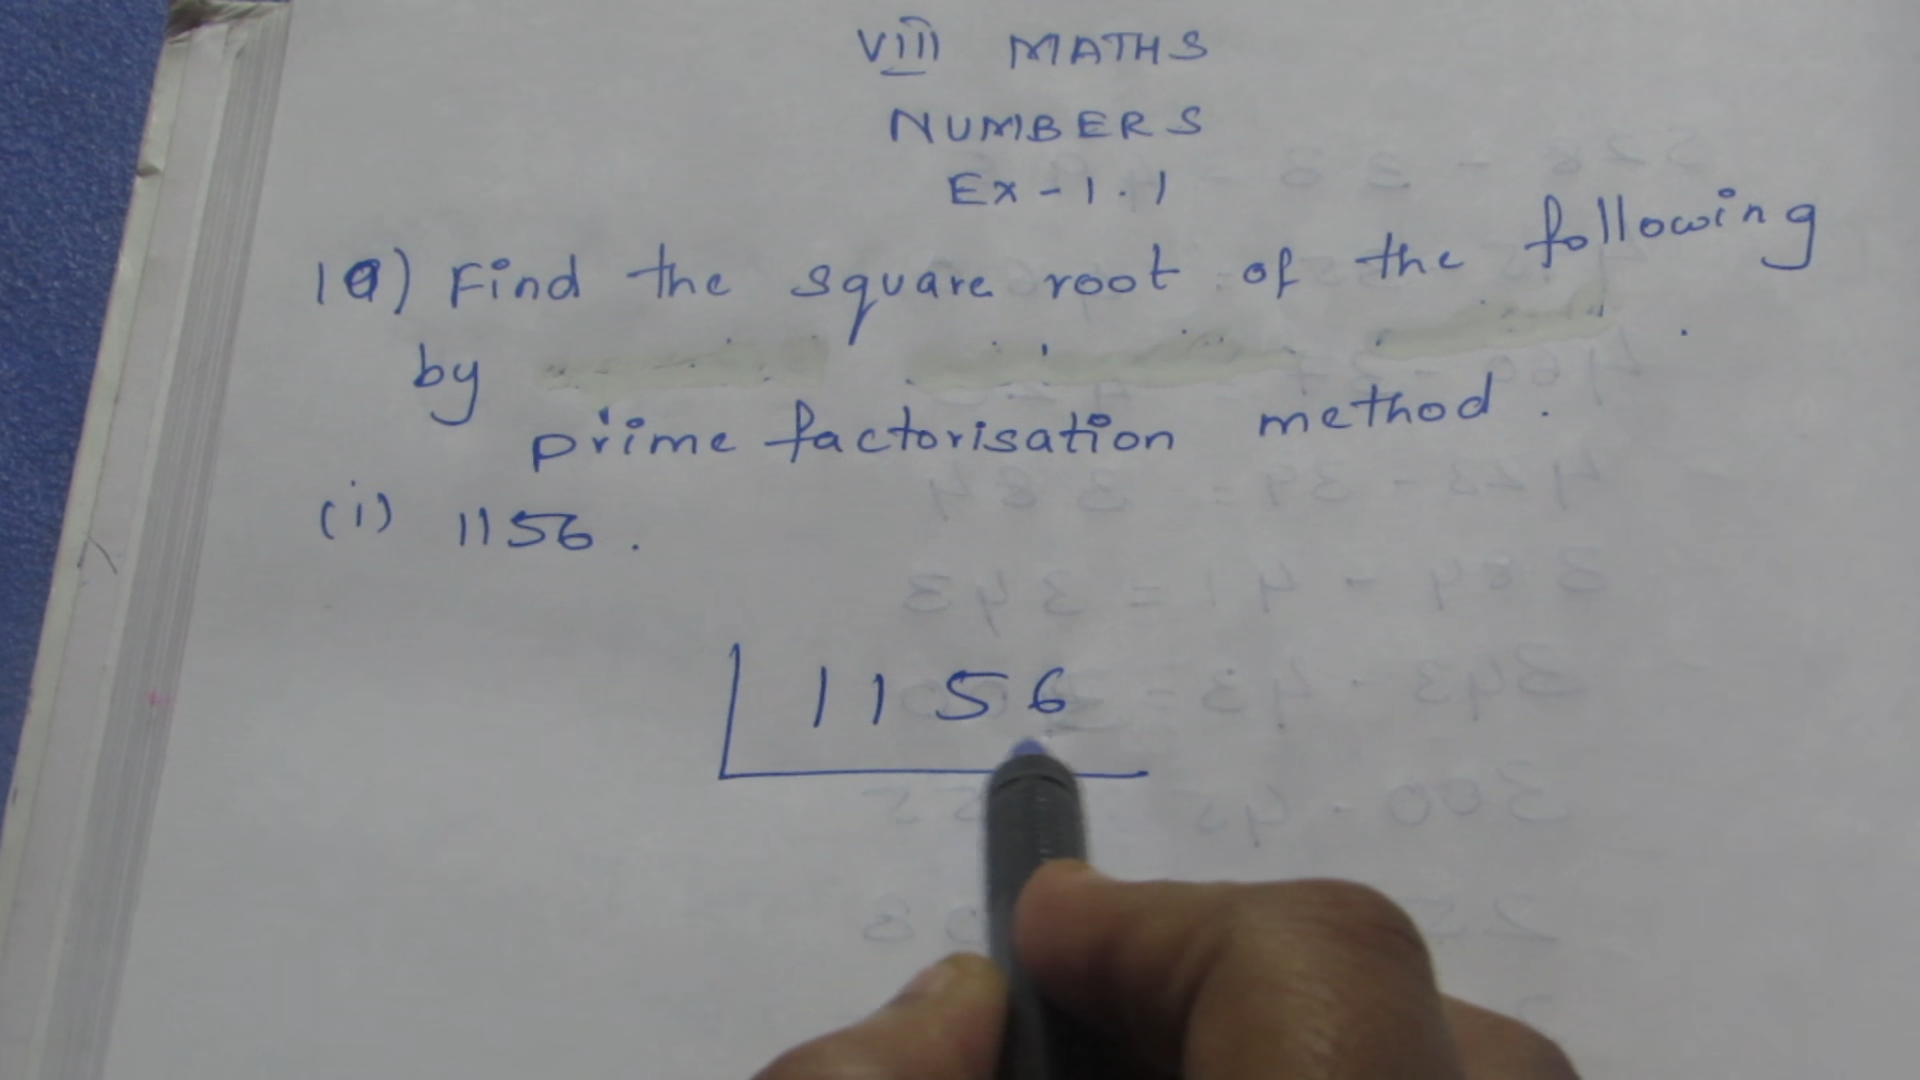 VIII MATHS
NUMBERS
Ex-1.1
10) Find the square root of the following
by
prime factorisation method.
(i) 1156.
1156